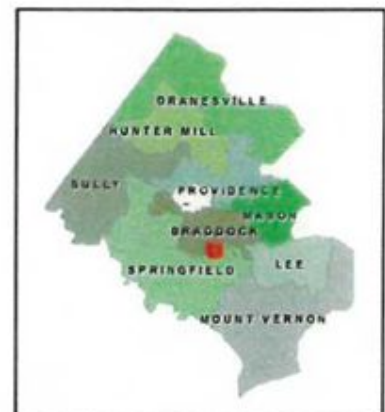 DRANESVILLE
HUNTER MILL
SULLY
PROVIDENCE
MASON
BRADDOCK
LEE
SPRINGFIELD
MOUNT VERNON